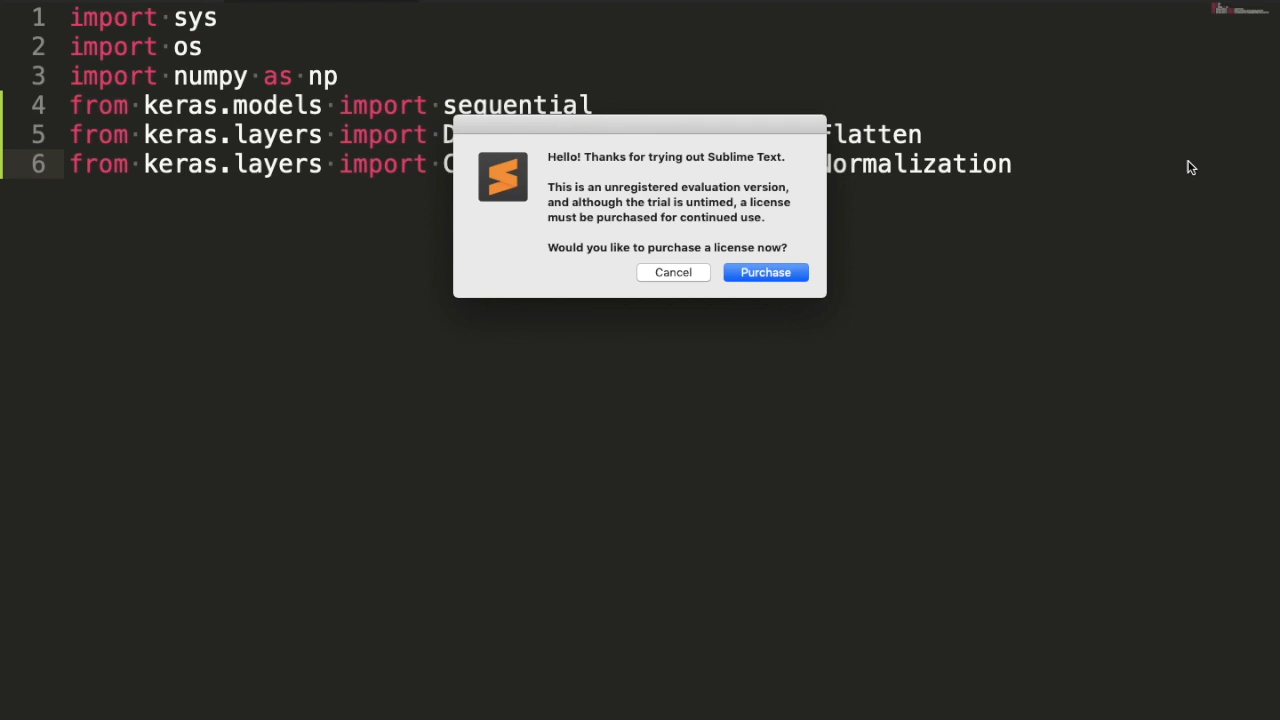 1 import sys
2 import os
3 import numpy as np
4 from keras.models import sequential
5 from keras.layers import Flatten
6 from keras.layers import Normalization
Hello! Thanks for trying out Sublime Text.
This is an unregistered evaluation version,
and although the trial is untimed, a license
must be purchased for continued use.
Would you like to purchase a license now?
Cancel Purchase